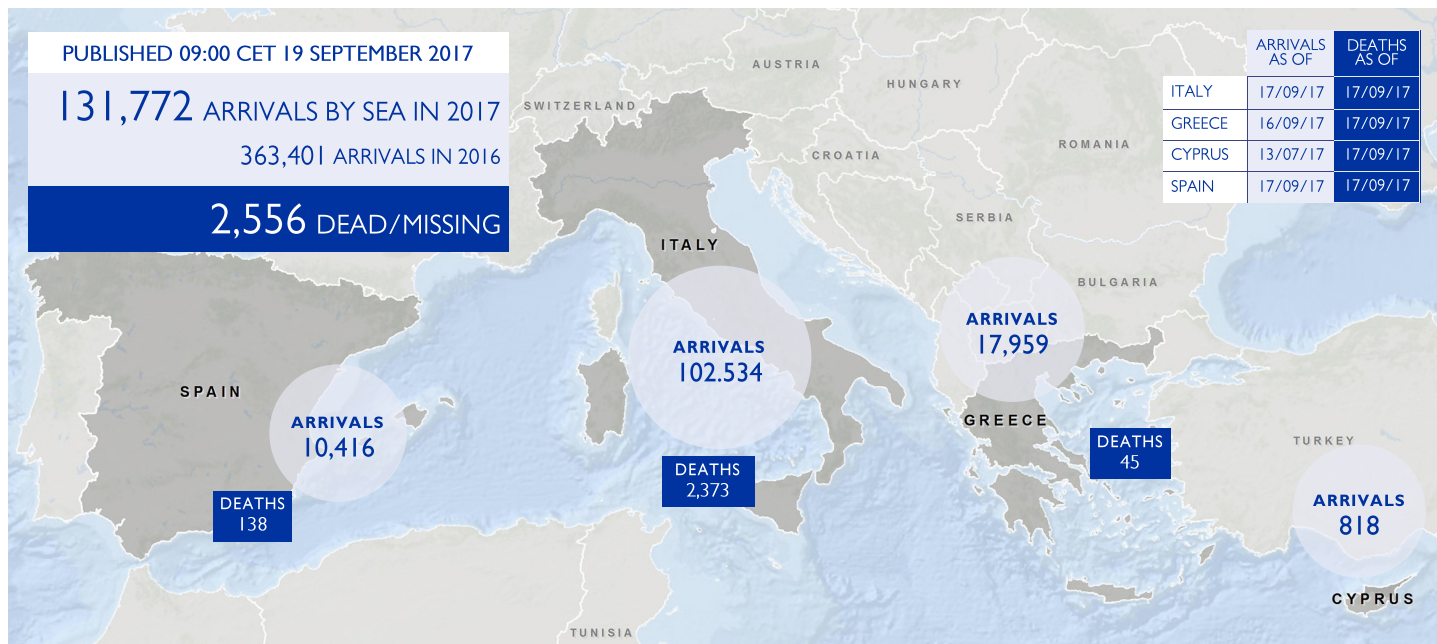 PUBLISHED 09:00 CET 19 SEPTEMBER 2017
131,772 ARRIVALS BY SEA IN 2017
363,401 ARRIVALS IN 2016
2,556 DEAD/MISSING
ARRIVALS AS OF
DEATHS AS OF
ITALY 17/09/17 17/09/17
GREECE 16/09/17 17/09/17
CYPRUS 13/07/17 17/09/17
SPAIN 17/09/17 17/09/17
AUSTRIA
HUNGARY
SWITZERLAND
ROMANIA
CROATIA
SERBIA
ITALY
BULGARIA
ARRIVALS
17,959
ARRIVALS
102.534
SPAIN
ARRIVALS
10,416
GREECE
TURKEY
DEATHS
45
DEATHS
2,373
DEATHS
138
ARRIVALS
818
CYPRUS
TUNISIA